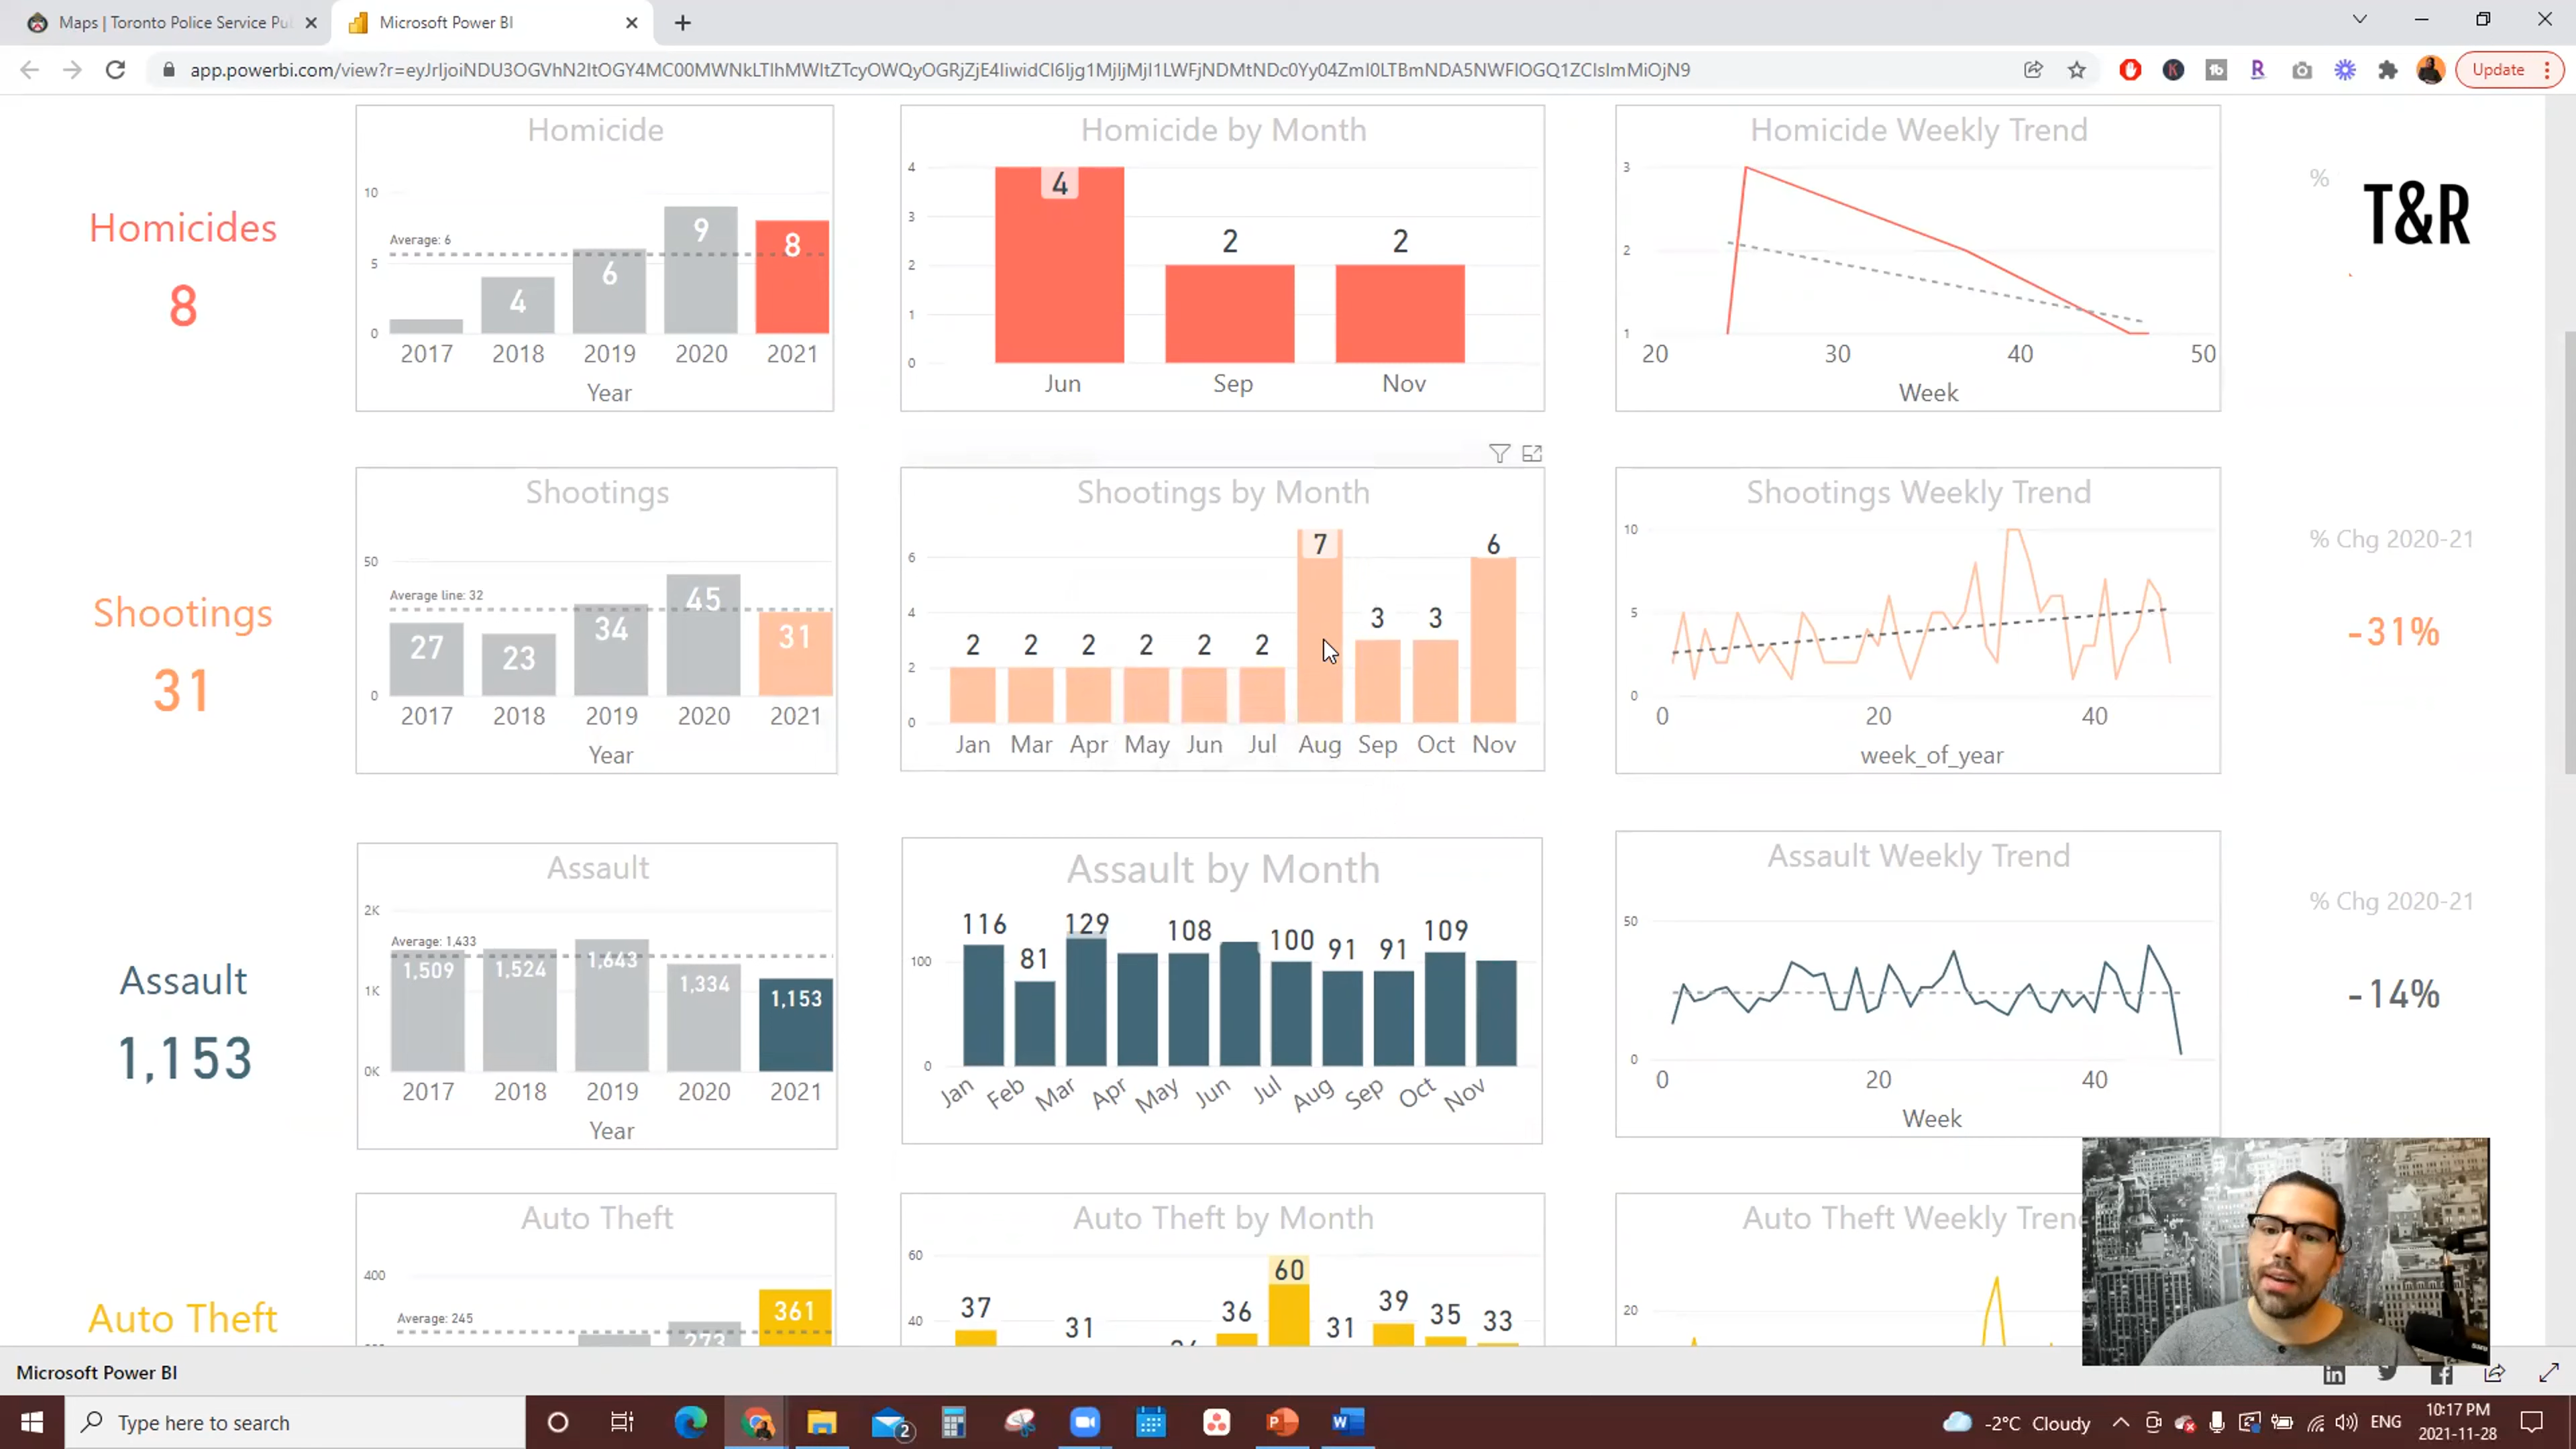 Maps | Toronto Police Service Pu
Microsoft Power BI
app.powerbi.com/view?r=eyJrIjoiNDU3OGVhN2ItOGY4MC00MWNkLTlhMWItZTcyOWQyOGRjZjE4IiwidCI6Ijg1MjljMjI1LWFjNDMtNDc0Yy04ZmI0LTBmNDA5NWFlOGQ1ZCIsImMiOjN9
Update
Homicides
8
Homicide
10
5
0
Average: 6
4
6
9
8
2017 2018 2019 2020 2021
Year
Homicide by Month
4
3
2
1
0
4
2
2
Jun Sep Nov
Homicide Weekly Trend
3
2
1
20 30 40 50
Week
%
T&R
Shootings
31
Shootings
50
0
Average line: 32
27
23
34
45
31
2017 2018 2019 2020 2021
Year
Shootings by Month
6
4
2
0
2 2 2 2 2 2 7 3 3 6
Jan Mar Apr May Jun Jul Aug Sep Oct Nov
Shootings Weekly Trend
10
5
0
0 20 40
week_of_year
% Chg 2020-21
-31%
Assault
1,153
Assault
2K
1K
0K
Average: 1,433
1,509
1,524
1,643
1,334
1,153
2017 2018 2019 2020 2021
Year
Assault by Month
100
0
116 81 129 108 100 91 91 109
Jan Feb Mar Apr May Jun Jul Aug Sep Oct Nov
Assault Weekly Trend
50
0
0 20 40
Week
% Chg 2020-21
-14%
Auto Theft
Auto Theft
400
Average: 245
273
361
Auto Theft by Month
60
40
37 31 36 60 31 39 35 33
Auto Theft Weekly Tren
20
Microsoft Power BI
Type here to search
2
-2°C Cloudy
ENG
10:17 PM
2021-11-28